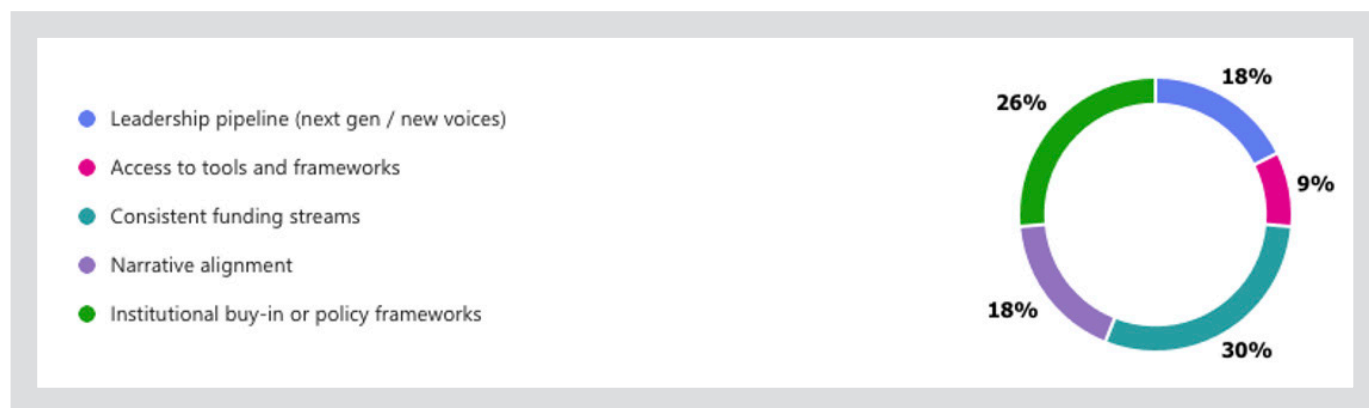 Leadership pipeline (next gen / new voices)
Access to tools and frameworks
Consistent funding streams
Narrative alignment
Institutional buy-in or policy frameworks
18%
26%
9%
18%
30%